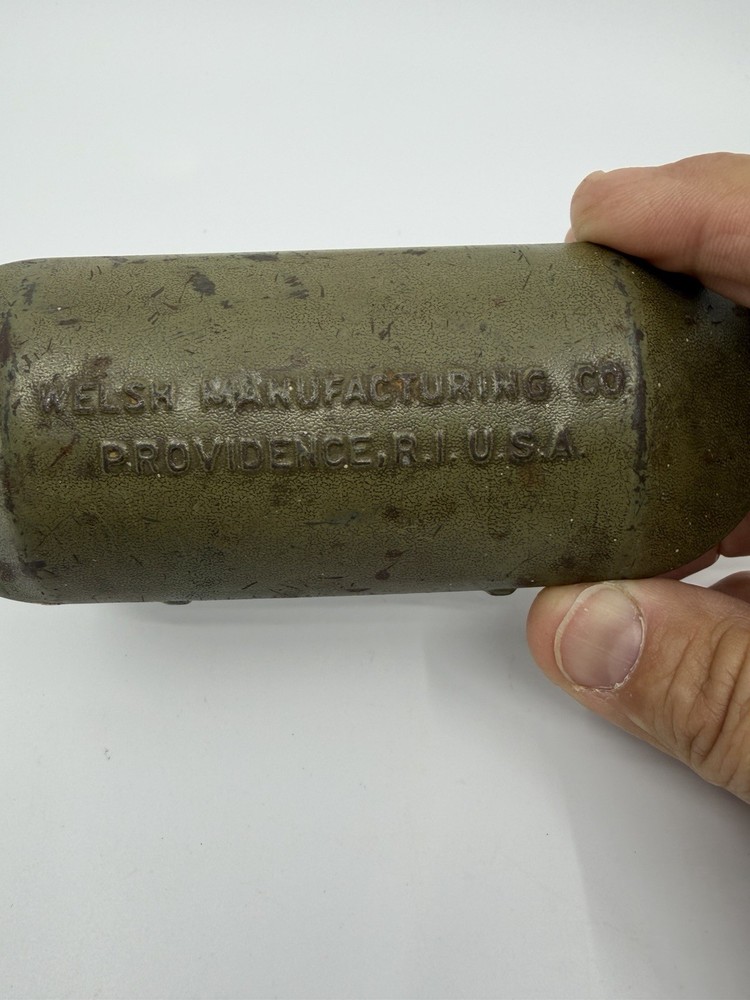 WELSH MANUFACTURING CO
PROVIDENCE, R.I. U.S.A.